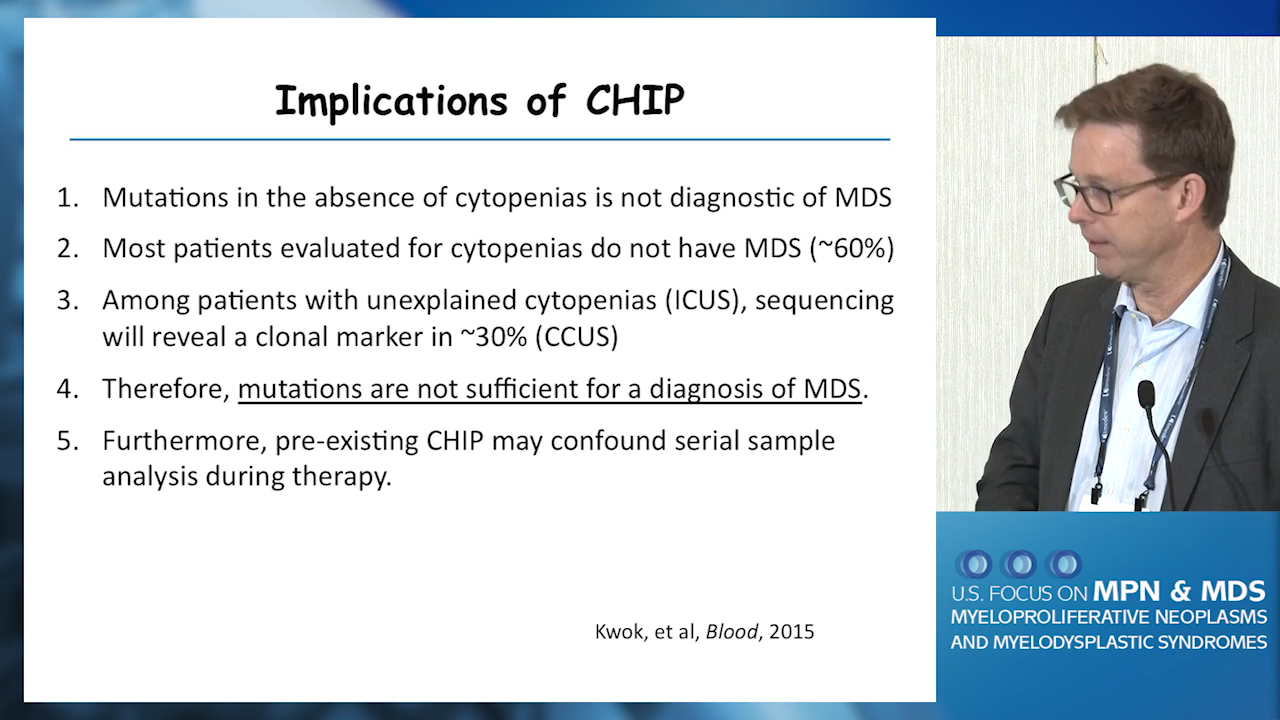 Implications of CHIP
1. Mutations in the absence of cytopenias is not diagnostic of MDS
2. Most patients evaluated for cytopenias do not have MDS (~60%)
3. Among patients with unexplained cytopenias (ICUS), sequencing
will reveal a clonal marker in ~30% (CCUS)
4. Therefore, mutations are not sufficient for a diagnosis of MDS.
5. Furthermore, pre-existing CHIP may confound serial sample
analysis during therapy.
Kwok, et al, Blood, 2015
U.S. FOCUS ON MPN & MDS
MYELOPROLIFERATIVE NEOPLASMS
AND MYELODYSPLASTIC SYNDROMES